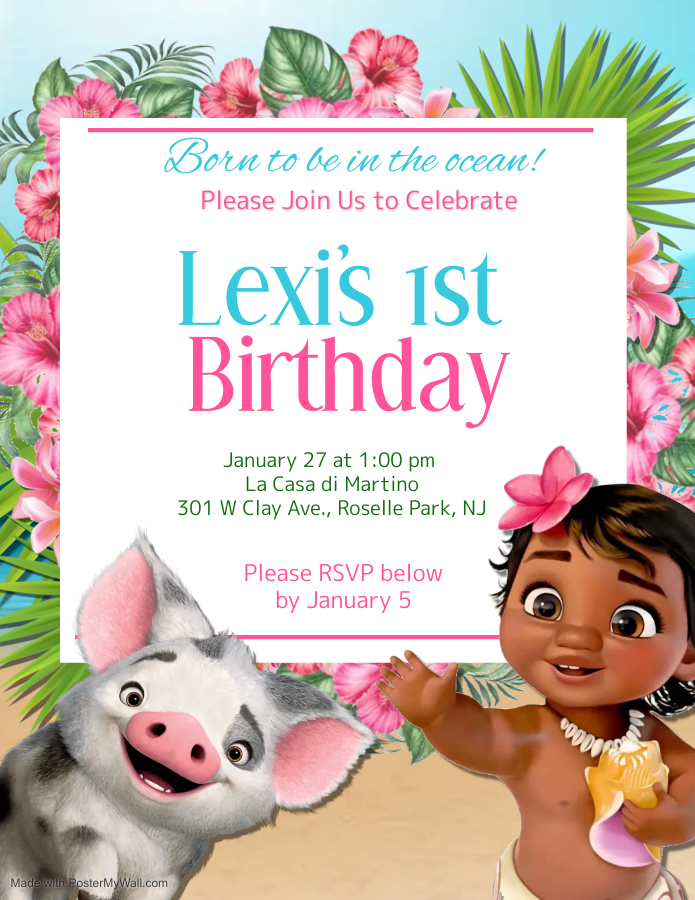 Born to be in the ocean!
Please Join Us to Celebrate
Lexi's 1st
Birthday
January 27 at 1:00 pm
La Casa di Martino
301 W Clay Ave., Roselle Park, NJ
Please RSVP below
by January 5
Made with PosterMyWall.com